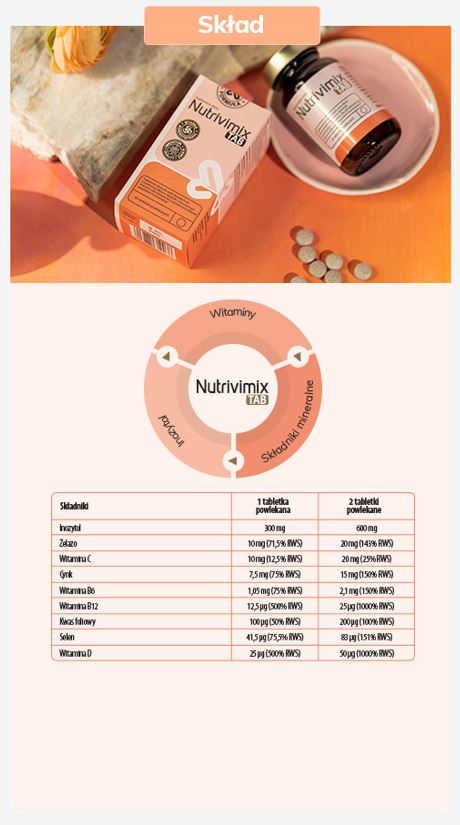 Skład
Nutrivimix
TAB
Nutrivimix
TAB
Witaminy
Składniki mineralne
Inozytol
Nutrivimix
TAB
Składniki 1 tabletka powlekana 2 tabletki powlekane
Inozytol 300 mg 600 mg
Żelazo 10 mg (71,5% RWS) 20 mg (143% RWS)
Witamina C 10 mg (12,5% RWS) 20 mg (25% RWS)
Cynk 7,5 mg (75% RWS) 15 mg (150% RWS)
Witamina B6 1,05 mg (75% RWS) 2,1 mg (150% RWS)
Witamina B12 12,5 µg (500% RWS) 25 µg (1000% RWS)
Kwas foliowy 100 µg (50% RWS) 200 µg (100% RWS)
Selen 41,5 µg (75,5% RWS) 83 µg (151% RWS)
Witamina D 25 µg (500% RWS) 50 µg (1000% RWS)